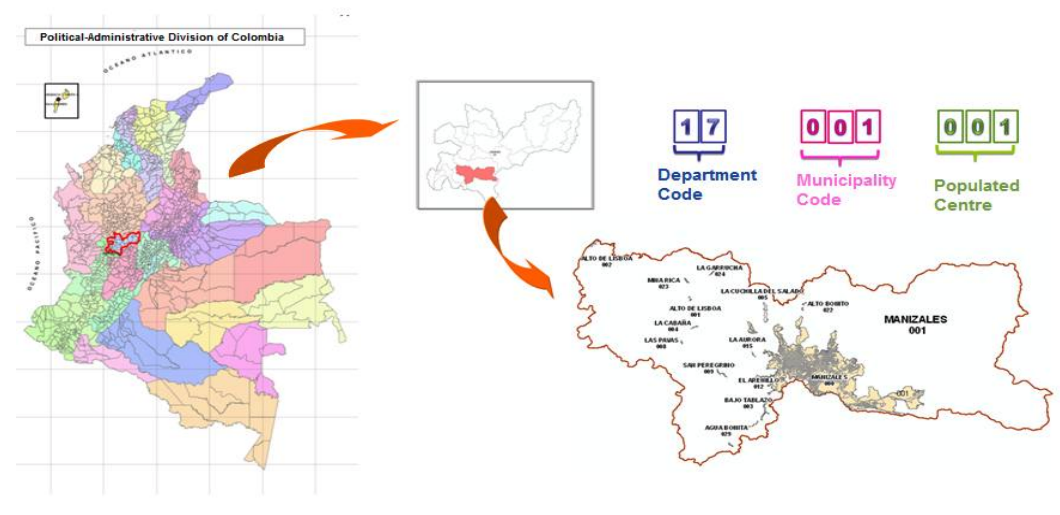 Political-Administrative Division of Colombia
OCEANO ATLANTICO
OCEANO PACIFICO
1 7
Department
Code
0 0 1
Municipality
Code
0 0 1
Populated
Centre
ALTO DE LISBOA
002
LA GARRUCHA
024
MINA RICA
023
LA CUCHILLA DEL SALADO
005
ALTO BONITO
022
ALTO DE LISBOA
001
MANIZALES
001
LA CABAÑA
004
LAS PAVAS
008
LA AURORA
015
SAN PEREGRINO
009
EL ARENILLO
012
MANIZALES
000
001
BAJO TABLAZO
003
AGUA BONITA
029